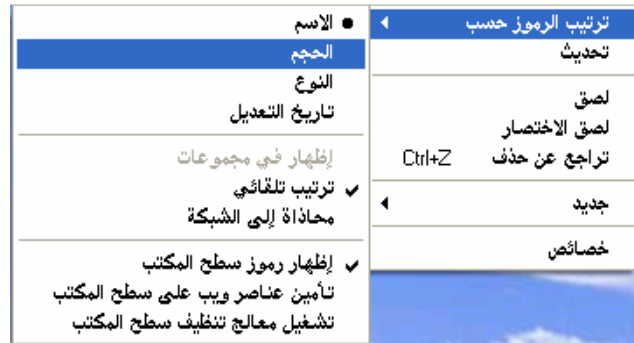 ترتيب الرموز حسب
تحديث
لصق
لصق الاختصار
تراجع عن حذف Ctrl+Z
جديد
خصائص
الاسم
الحجم
النوع
تاريخ التعديل
إظهار في مجموعات
ترتيب تلقائي
محاذاة إلى الشبكة
إظهار رموز سطح المكتب
تأمين عناصر ويب على سطح المكتب
تشغيل معالج تنظيف سطح المكتب